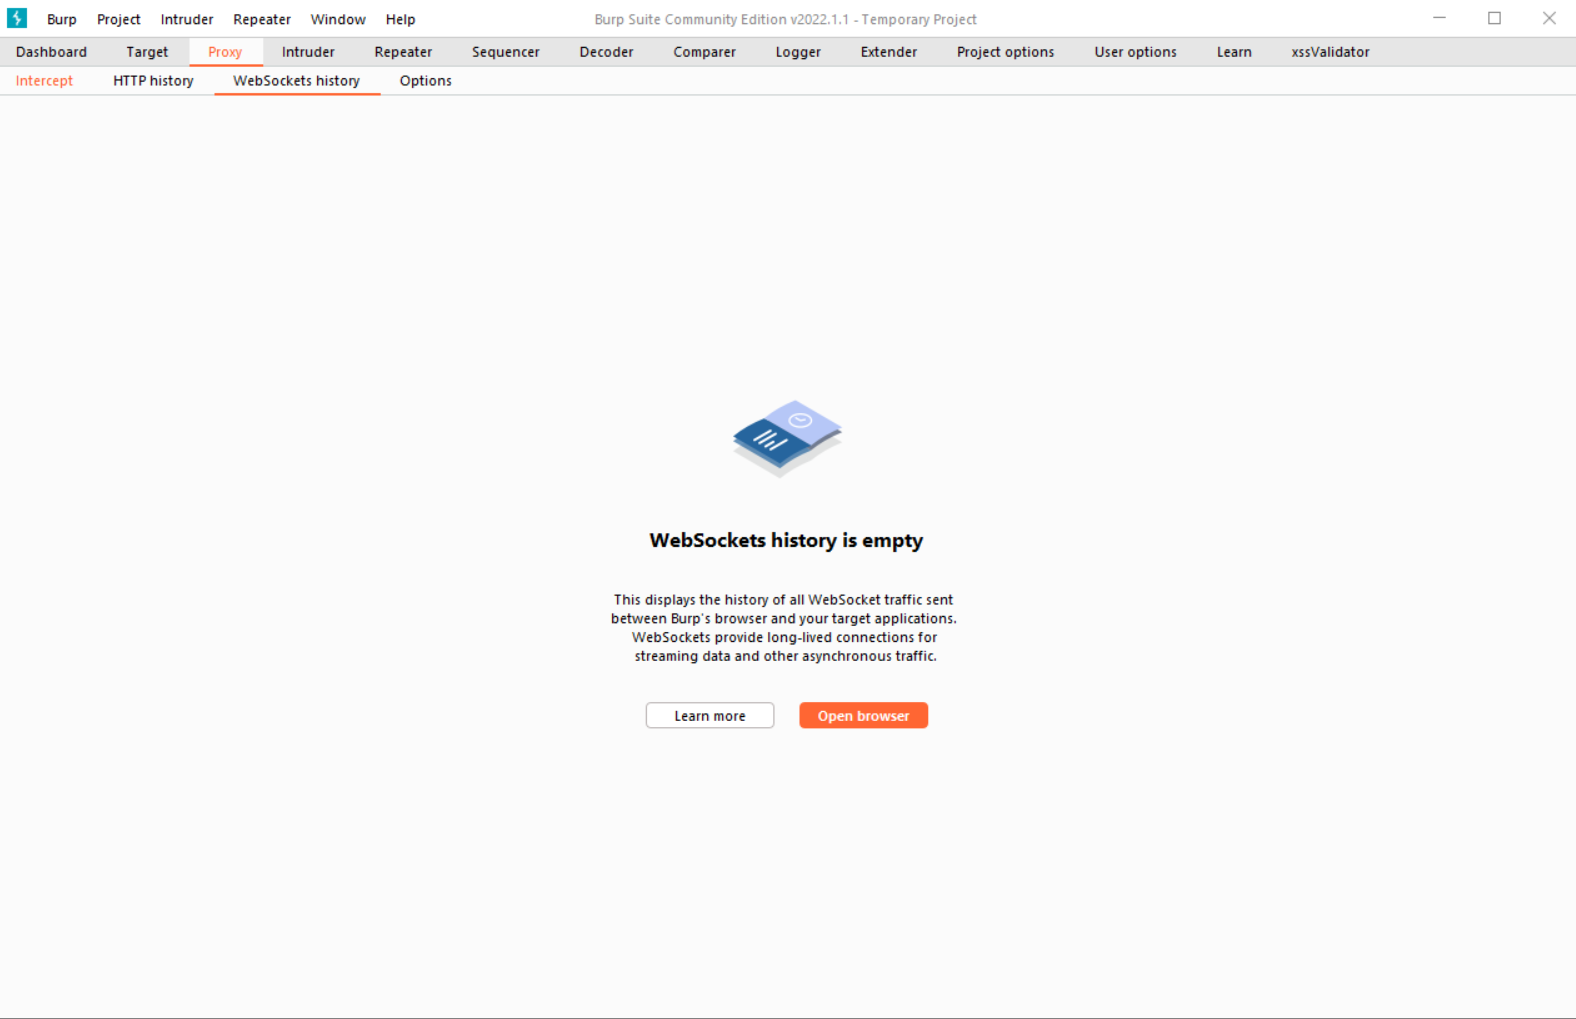 Burp Project Intruder Repeater Window Help Burp Suite Community Edition v2022.1.1 - Temporary Project
Dashboard Target Proxy Intruder Repeater Sequencer Decoder Comparer Logger Extender Project options User options Learn xssValidator
Intercept HTTP history WebSockets history Options
WebSockets history is empty
This displays the history of all WebSocket traffic sent
between Burp's browser and your target applications.
WebSockets provide long-lived connections for
streaming data and other asynchronous traffic.
Learn more Open browser